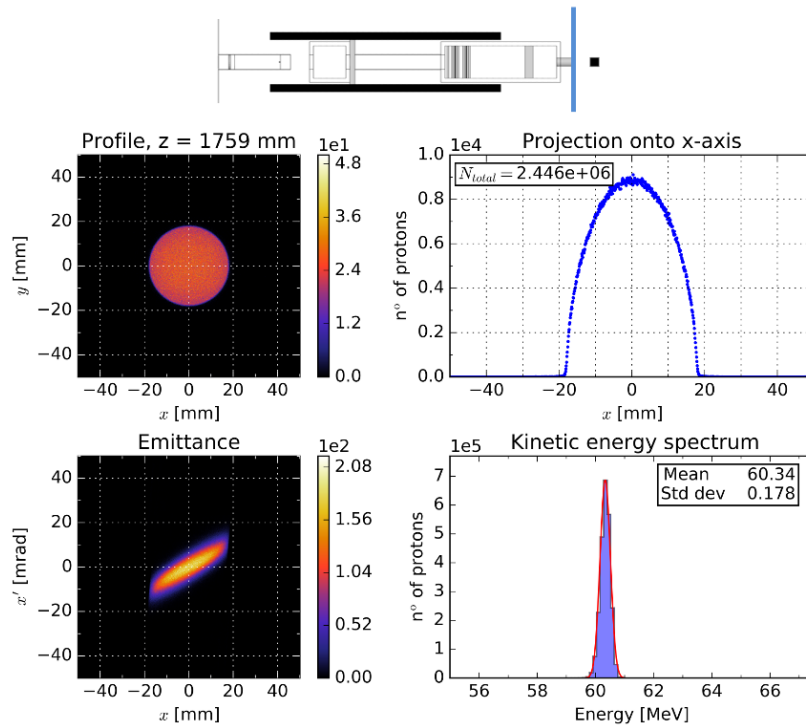 Profile, z = 1759 mm
1e1
40
20
0
−20
−40
y [mm]
−40 −20 0 20 40
x [mm]
4.8
3.6
2.4
1.2
0.0
Projection onto x-axis
1e4
N_total = 2.446e+06
1.0
0.8
0.6
0.4
0.2
0.0
nº of protons
−40 −20 0 20 40
x [mm]
Emittance
1e2
40
20
0
−20
−40
x′ [mrad]
−40 −20 0 20 40
x [mm]
2.08
1.56
1.04
0.52
0.00
Kinetic energy spectrum
1e5
Mean 60.34
Std dev 0.178
7
6
5
4
3
2
1
0
nº of protons
56 58 60 62 64 66
Energy [MeV]